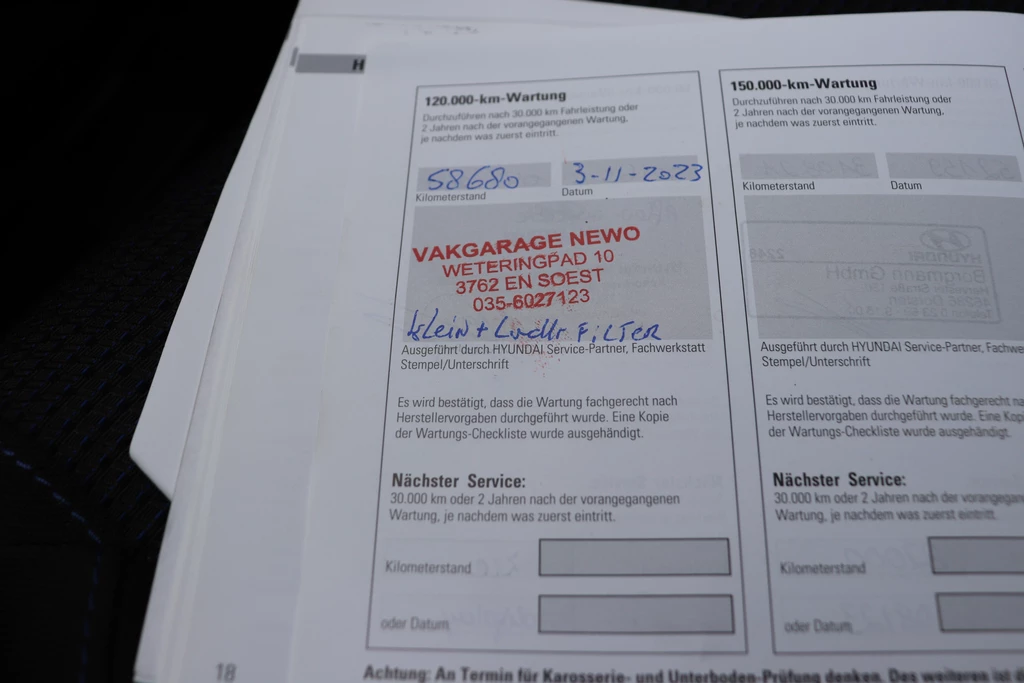 H
120.000-km-Wartung
Durchzuführen nach 30.000 km Fahrleistung oder
2 Jahren nach der vorangegangenen Wartung,
je nachdem was zuerst eintritt.
58680
3-11-2023
Kilometerstand
Datum
VAKGARAGE NEWO
WETERINGPAD 10
3762 EN SOEST
035-6027123
klein + Lucht FiLTER
Ausgeführt durch HYUNDAI Service-Partner, Fachwerkstatt
Stempel/Unterschrift
Es wird bestätigt, dass die Wartung fachgerecht nach
Herstellervorgaben durchgeführt wurde. Eine Kopie
der Wartungs-Checkliste wurde ausgehändigt.
Nächster Service:
30.000 km oder 2 Jahren nach der vorangegangenen
Wartung, je nachdem was zuerst eintritt.
Kilometerstand
oder Datum
150.000-km-Wartung
Durchzuführen nach 30.000 km Fahrleistung oder
2 Jahren nach der vorangegangenen Wartung,
je nachdem was zuerst eintritt.
Kilometerstand
Datum
Ausgeführt durch HYUNDAI Service-Partner, Fachwe
Stempel/Unterschrift
Es wird bestätigt, dass die Wartung fachgerecht na
Herstellervorgaben durchgeführt wurde. Eine Kop
der Wartungs-Checkliste wurde ausgehändigt.
Nächster Service:
30.000 km oder 2 Jahren nach der vorangegangen
Wartung, je nachdem was zuerst eintritt.
Kilometerstand
oder Datum
18
Achtung: An Termin für Karosserie- und Unterboden-Prüfung denken. Des weiteren ist d